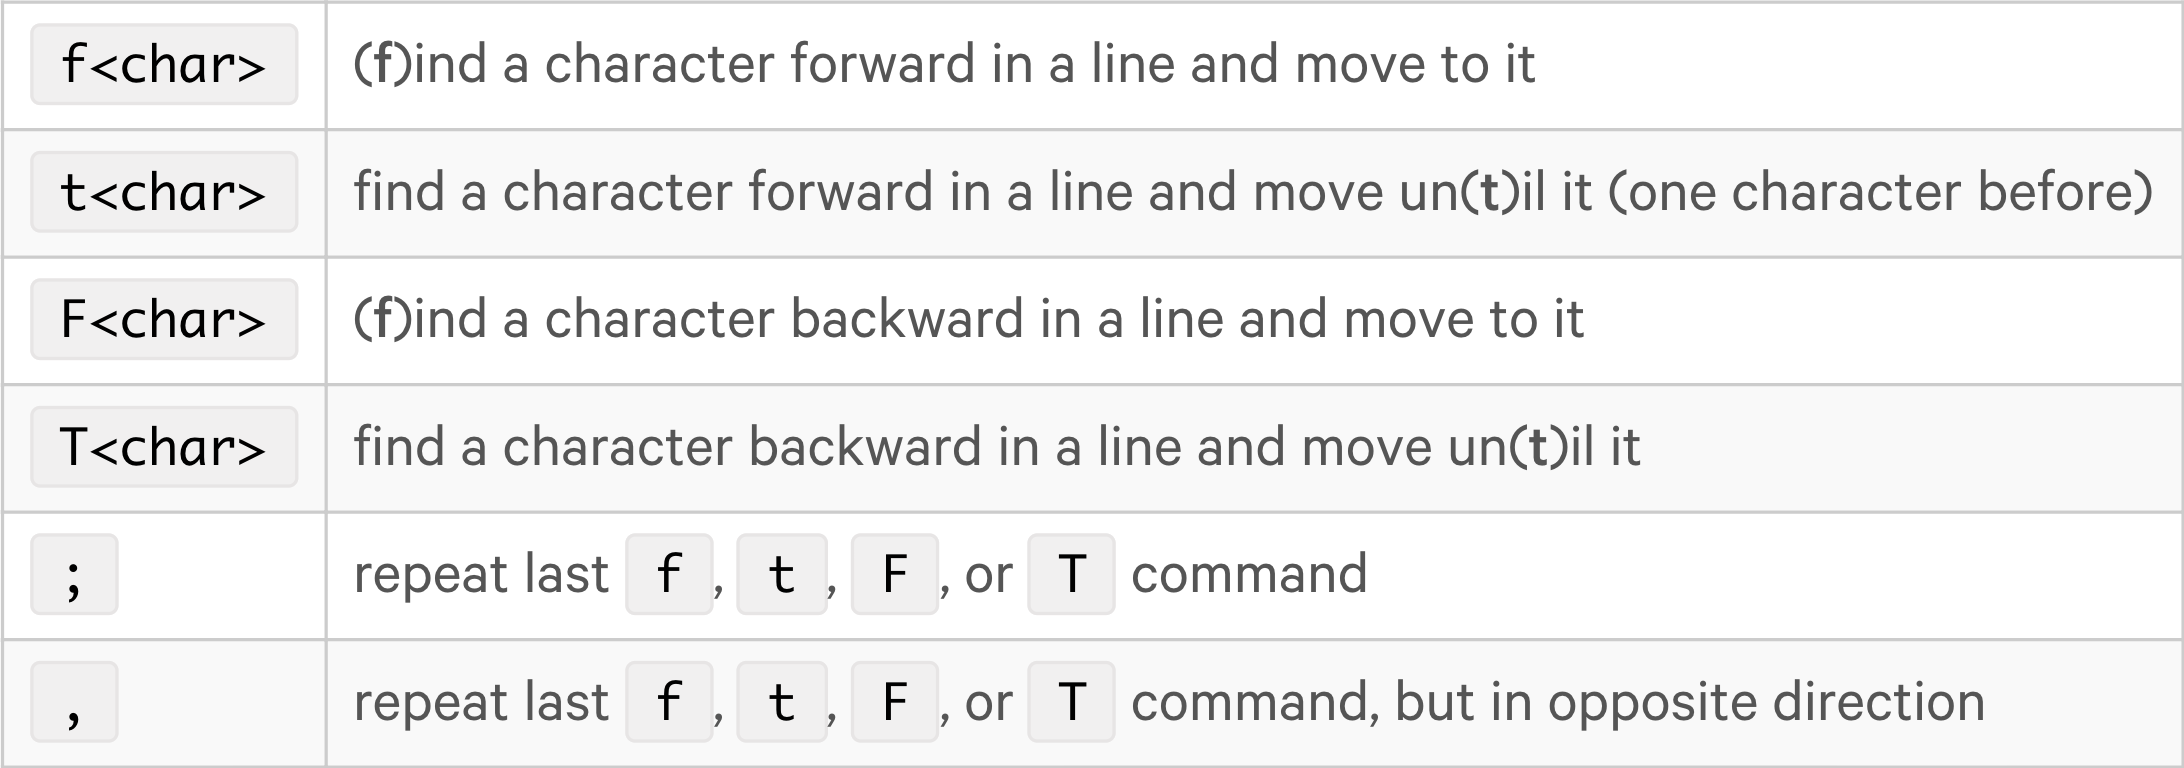 f<char> (f)ind a character forward in a line and move to it
t<char> find a character forward in a line and move un(t)il it (one character before)
F<char> (f)ind a character backward in a line and move to it
T<char> find a character backward in a line and move un(t)il it
; repeat last f, t, F, or T command
, repeat last f, t, F, or T command, but in opposite direction